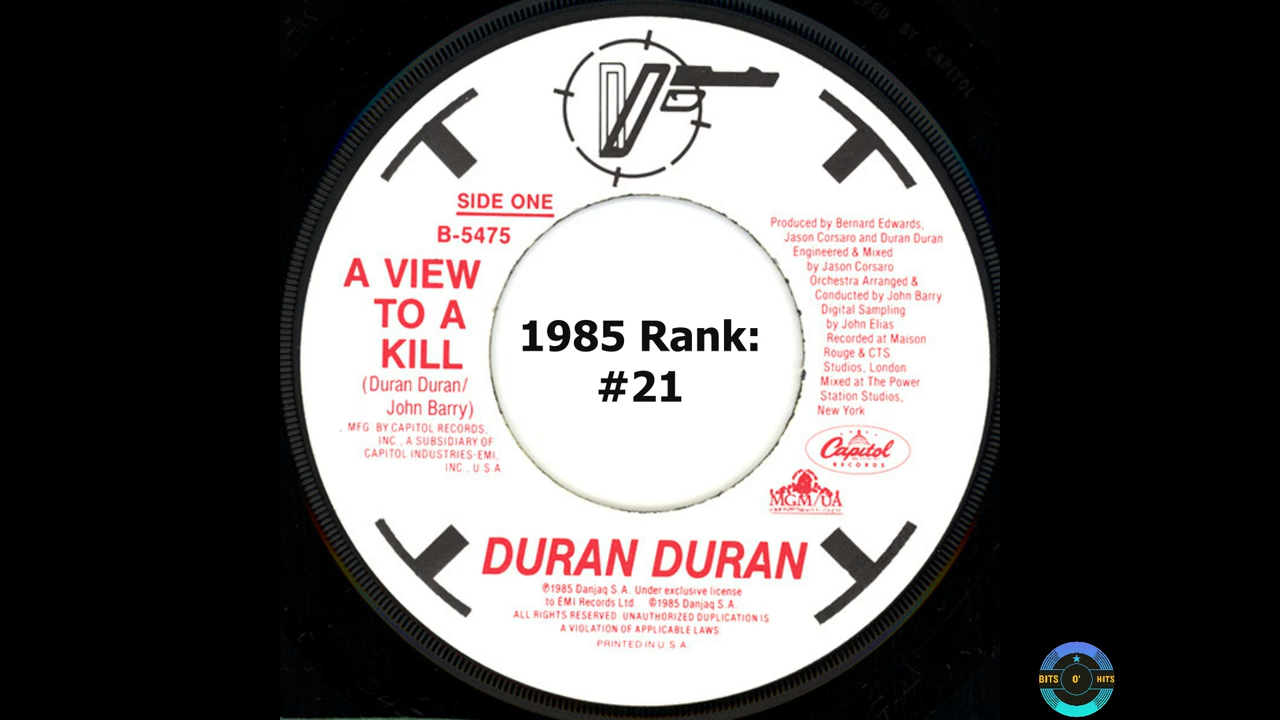 SIDE ONE
B-5475
A VIEW
TO A
KILL
(Duran Duran/
John Barry)
MFG. BY CAPITOL RECORDS,
INC., A SUBSIDIARY OF
CAPITOL INDUSTRIES-EMI,
INC., U.S.A.
1985 Rank:
#21
Produced by Bernard Edwards,
Jason Corsaro and Duran Duran
Engineered & Mixed
by Jason Corsaro
Orchestra Arranged &
Conducted by John Barry
Digital Sampling
by John Elias
Recorded at Maison
Rouge & CTS
Studios, London
Mixed at The Power
Station Studios,
New York
Capitol
RECORDS
MGM/UA
DURAN DURAN
℗1985 Danjaq S.A. Under exclusive license
to EMI Records Ltd. ©1985 Danjaq S.A.
ALL RIGHTS RESERVED. UNAUTHORIZED DUPLICATION IS
A VIOLATION OF APPLICABLE LAWS
PRINTED IN U.S.A.
BITS O' HITS